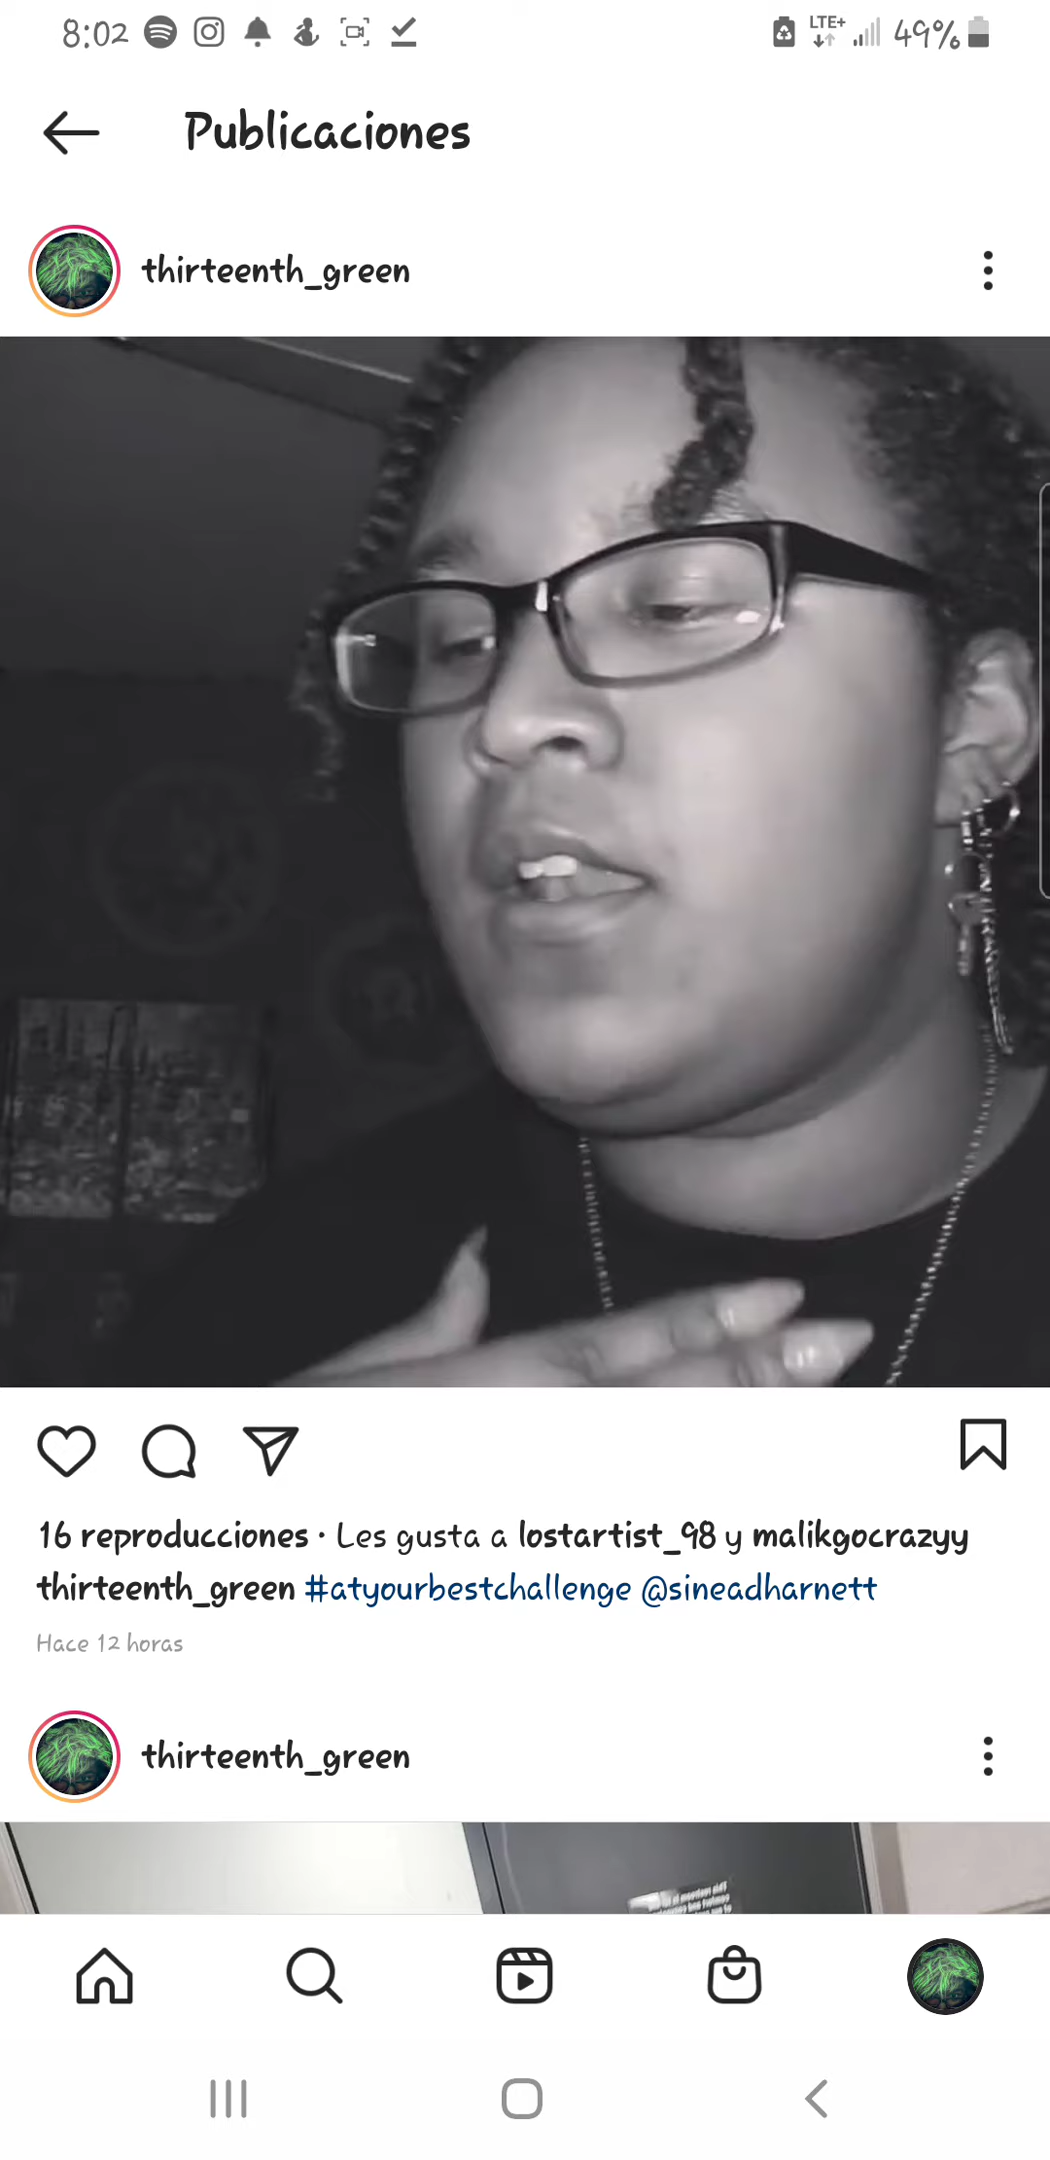 8:02 LTE+ 49%
Publicaciones
thirteenth_green
16 reproducciones · Les gusta a lostartist_98 y malikgocrazyy
thirteenth_green #atyourbestchallenge @sineadharnett
Hace 12 horas
thirteenth_green